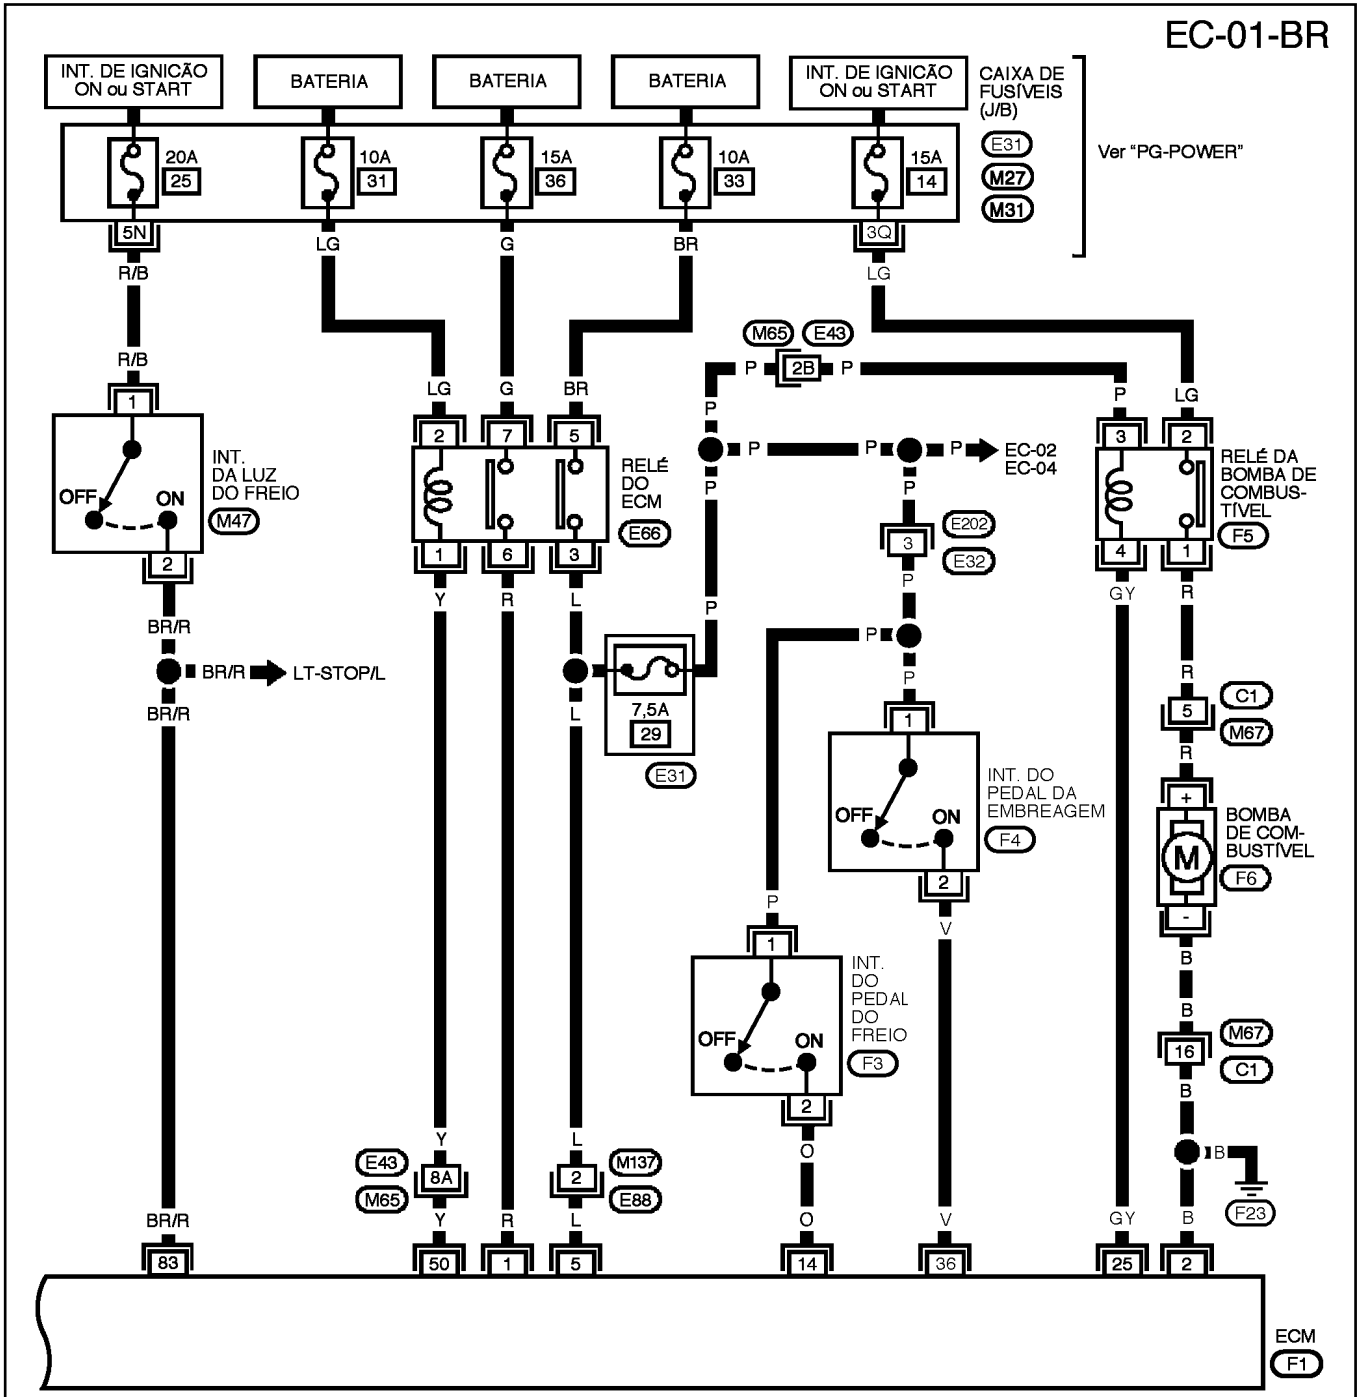 EC-01-BR
INT. DE IGNICÃO
ON ou START
BATERIA
BATERIA
BATERIA
INT. DE IGNICÃO
ON ou START
CAIXA DE
FUSÍVEIS
(J/B)
E31
M27
M31
Ver "PG-POWER"
20A
25
10A
31
15A
36
10A
33
15A
14
5N
LG
G
BR
3Q
R/B
LG
M65
E43
R/B
P
2B
P
LG
G
BR
P
P
LG
1
2
7
5
3
2
INT.
DA LUZ
DO FREIO
M47
OFF
ON
RELÉ
DO
ECM
E66
P
P
P
EC-02
EC-04
P
P
RELÉ DA
BOMBA DE
COMBUS-
TÍVEL
F5
E202
3
E32
2
1
6
3
4
1
P
Y
R
L
P
GY
R
BR/R
P
BR/R
LT-STOP/L
P
R
BR/R
L
7,5A
29
E31
1
5
C1
M67
R
INT. DO
PEDAL DA
EMBREAGEM
F4
OFF
ON
+
M
-
BOMBA
DE COM-
BUSTÍVEL
F6
2
P
V
1
B
INT.
DO
PEDAL
DO
FREIO
F3
OFF
ON
B
16
M67
C1
2
B
Y
L
O
B
E43
8A
M65
2
M137
E88
F23
BR/R
Y
R
L
O
V
GY
B
83
50
1
5
14
36
25
2
ECM
F1